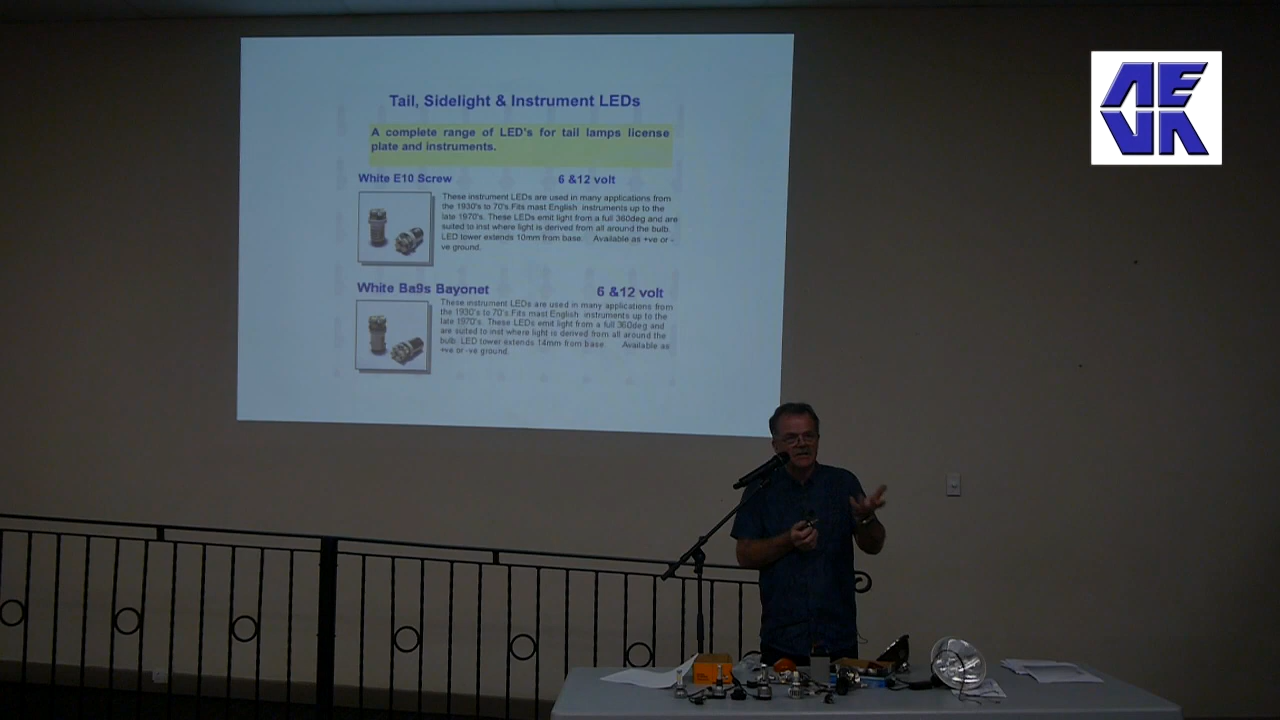 Tail, Sidelight & Instrument LEDs
A complete range of LED's for tail lamps license
plate and instruments.
White E10 Screw 6 &12 volt
These instrument LEDs are used in many applications from
the 1930's to 70's.Fits mast English instruments up to the
late 1970's. These LEDs emit light from a full 360deg and are
suited to inst where light is derived from all around the bulb.
LED tower extends 10mm from base. Available as +ve or -
ve ground.
White Ba9s Bayonet 6 &12 volt
These instrument LEDs are used in many applications from
the 1930's to 70's.Fits mast English instruments up to the
late 1970's. These LEDs emit light from a full 360deg and
are suited to inst where light is derived from all around the
bulb. LED tower extends 14mm from base. Available as
+ve or -ve ground.